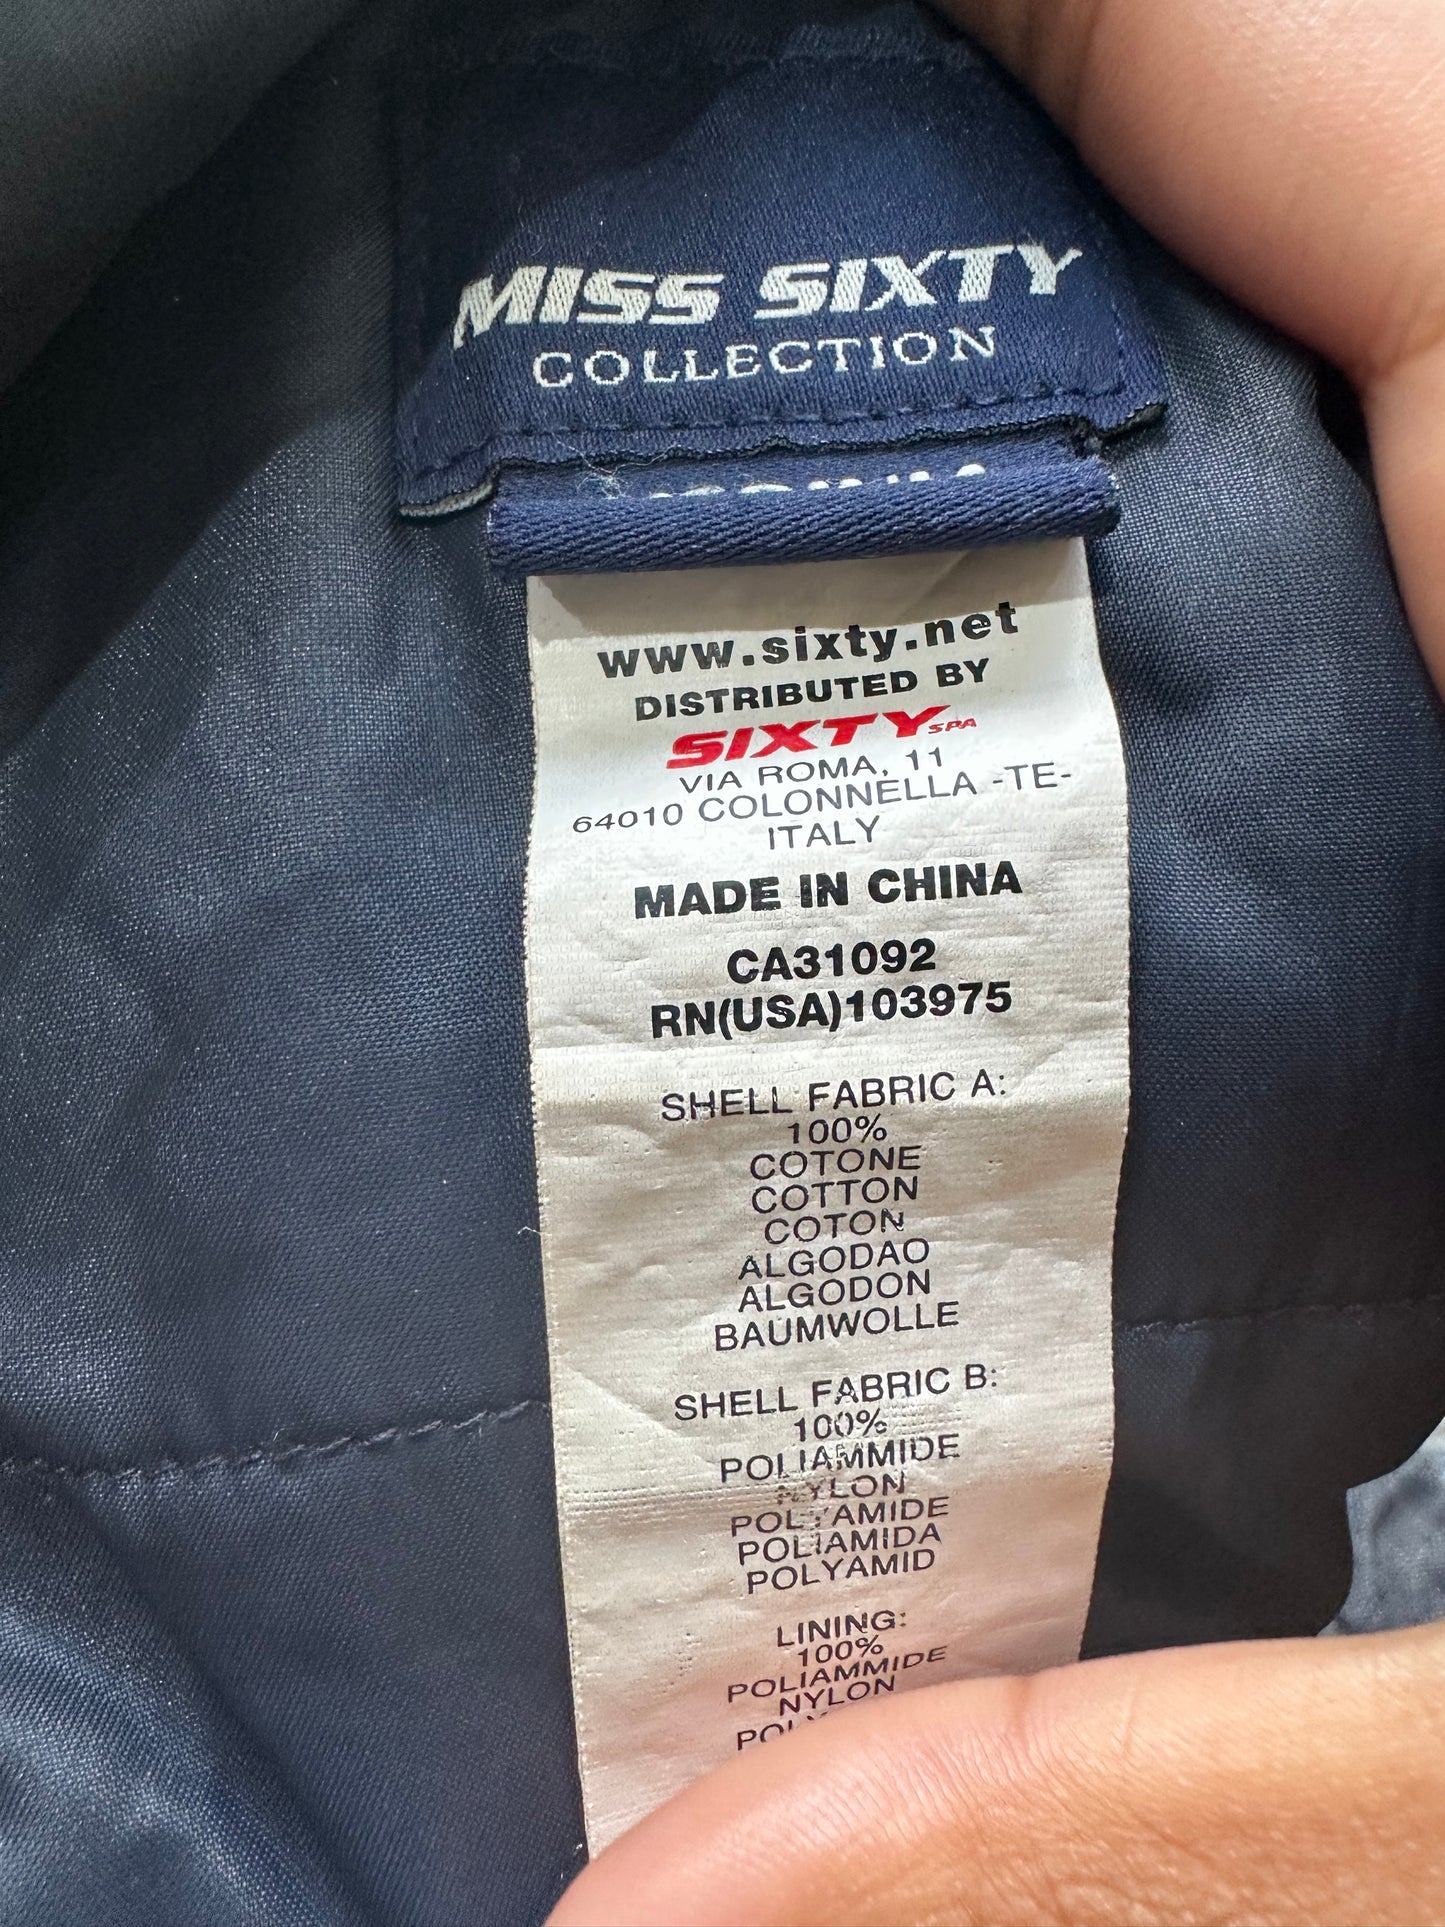 MISS SIXTY
COLLECTION
www.sixty.net
DISTRIBUTED BY
SIXTY SPA
VIA ROMA, 11
64010 COLONNELLA -TE-
ITALY
MADE IN CHINA
CA31092
RN(USA)103975
SHELL FABRIC A:
100%
COTONE
COTTON
COTON
ALGODAO
ALGODON
BAUMWOLLE
SHELL FABRIC B:
100%
POLIAMMIDE
NYLON
POLYAMIDE
POLIAMIDA
POLYAMID
LINING:
100%
POLIAMMIDE
NYLON